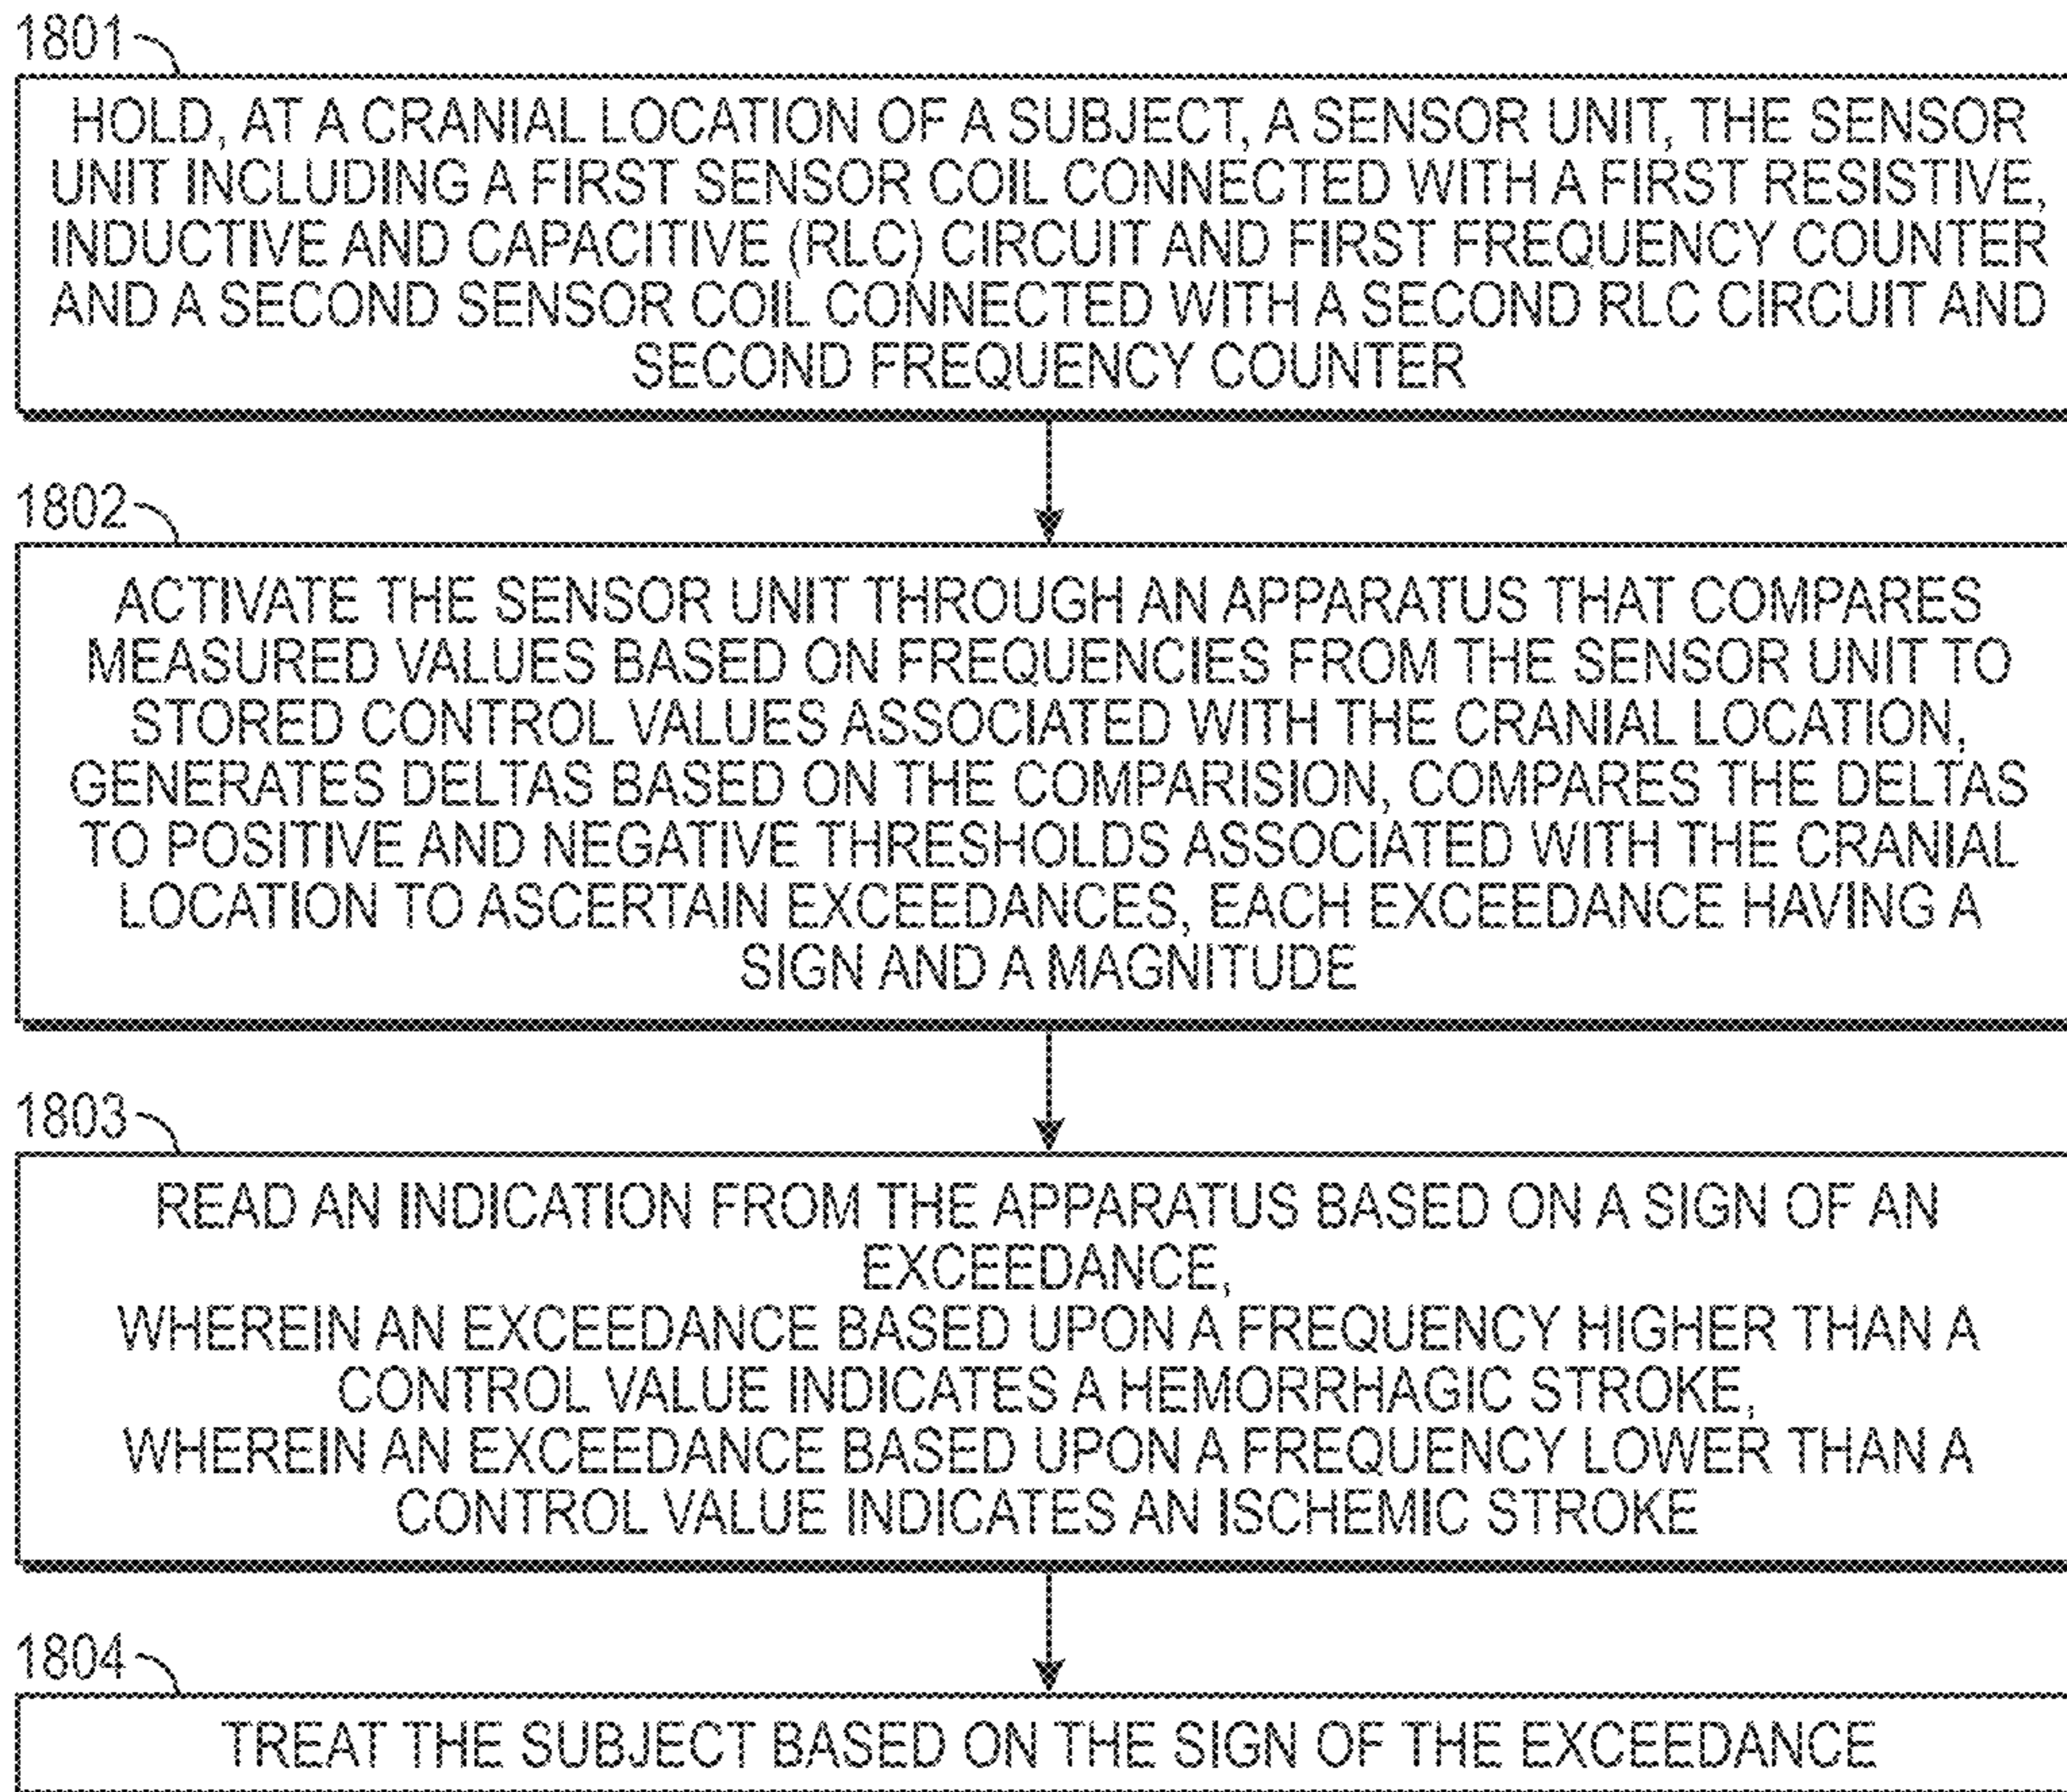 1801
HOLD, AT A CRANIAL LOCATION OF A SUBJECT, A SENSOR UNIT, THE SENSOR
UNIT INCLUDING A FIRST SENSOR COIL CONNECTED WITH A FIRST RESISTIVE,
INDUCTIVE AND CAPACITIVE (RLC) CIRCUIT AND FIRST FREQUENCY COUNTER
AND A SECOND SENSOR COIL CONNECTED WITH A SECOND RLC CIRCUIT AND
SECOND FREQUENCY COUNTER
1802
ACTIVATE THE SENSOR UNIT THROUGH AN APPARATUS THAT COMPARES
MEASURED VALUES BASED ON FREQUENCIES FROM THE SENSOR UNIT TO
STORED CONTROL VALUES ASSOCIATED WITH THE CRANIAL LOCATION,
GENERATES DELTAS BASED ON THE COMPARISION, COMPARES THE DELTAS
TO POSITIVE AND NEGATIVE THRESHOLDS ASSOCIATED WITH THE CRANIAL
LOCATION TO ASCERTAIN EXCEEDANCES, EACH EXCEEDANCE HAVING A
SIGN AND A MAGNITUDE
1803
READ AN INDICATION FROM THE APPARATUS BASED ON A SIGN OF AN
EXCEEDANCE,
WHEREIN AN EXCEEDANCE BASED UPON A FREQUENCY HIGHER THAN A
CONTROL VALUE INDICATES A HEMORRHAGIC STROKE,
WHEREIN AN EXCEEDANCE BASED UPON A FREQUENCY LOWER THAN A
CONTROL VALUE INDICATES AN ISCHEMIC STROKE
1804
TREAT THE SUBJECT BASED ON THE SIGN OF THE EXCEEDANCE